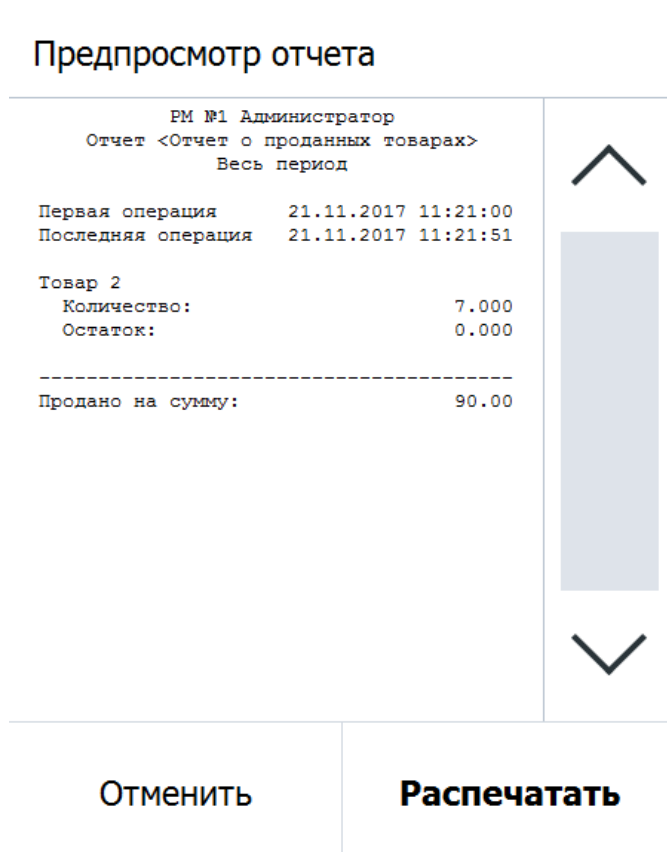 Предпросмотр отчета
РМ №1 Администратор
Отчет <Отчет о проданных товарах>
Весь период
Первая операция 21.11.2017 11:21:00
Последняя операция 21.11.2017 11:21:51
Товар 2
Количество: 7.000
Остаток: 0.000
----------------------------------------
Продано на сумму: 90.00
Отменить Распечатать